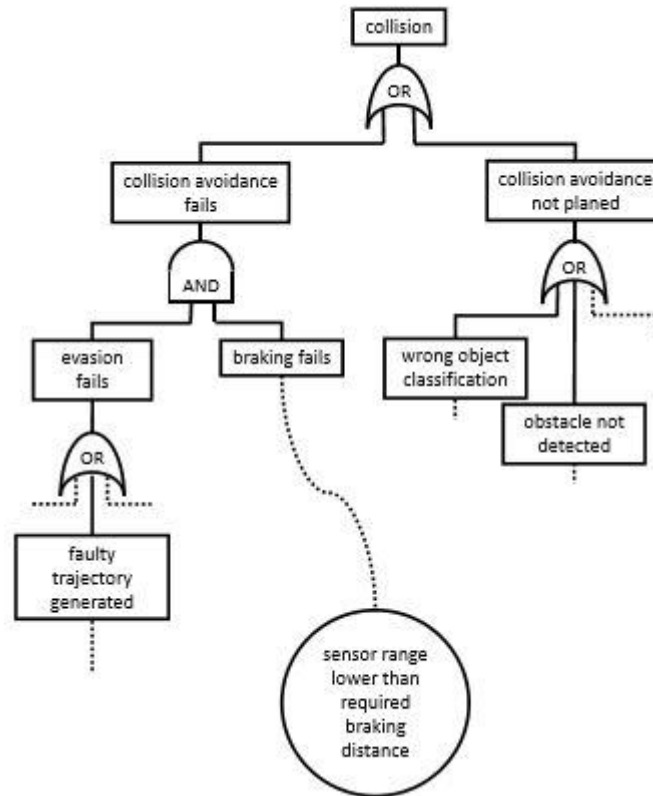 collision
OR
collision avoidance
fails
collision avoidance
not planed
AND
OR
evasion
fails
braking fails
wrong object
classification
obstacle not
detected
OR
faulty
trajectory
generated
sensor range
lower than
required
braking
distance